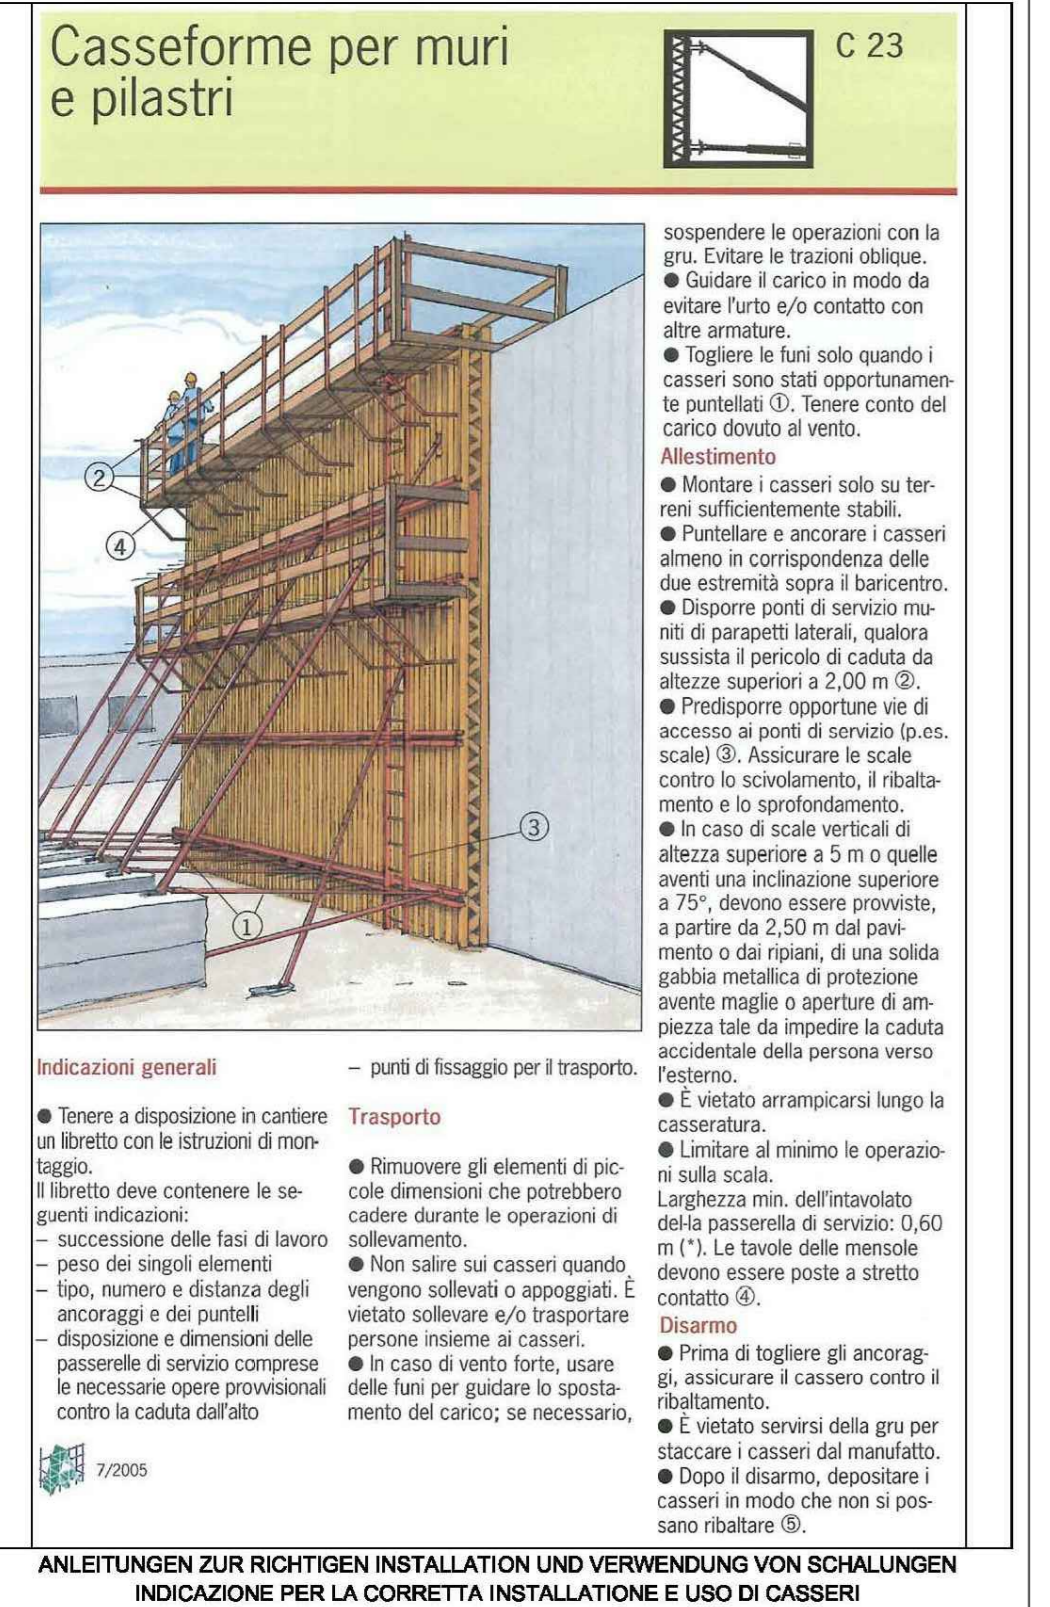 Casseforme per muri
e pilastri
C 23
②
④
③
①
Indicazioni generali
● Tenere a disposizione in cantiere
un libretto con le istruzioni di mon-
taggio.
Il libretto deve contenere le se-
guenti indicazioni:
– successione delle fasi di lavoro
– peso dei singoli elementi
– tipo, numero e distanza degli
ancoraggi e dei puntelli
– disposizione e dimensioni delle
passerelle di servizio comprese
le necessarie opere provvisionali
contro la caduta dall'alto
– punti di fissaggio per il trasporto.
Trasporto
● Rimuovere gli elementi di pic-
cole dimensioni che potrebbero
cadere durante le operazioni di
sollevamento.
● Non salire sui casseri quando
vengono sollevati o appoggiati. È
vietato sollevare e/o trasportare
persone insieme ai casseri.
● In caso di vento forte, usare
delle funi per guidare lo sposta-
mento del carico; se necessario,
sospendere le operazioni con la
gru. Evitare le trazioni oblique.
● Guidare il carico in modo da
evitare l'urto e/o contatto con
altre armature.
● Togliere le funi solo quando i
casseri sono stati opportunamen-
te puntellati ①. Tenere conto del
carico dovuto al vento.
Allestimento
● Montare i casseri solo su ter-
reni sufficientemente stabili.
● Puntellare e ancorare i casseri
almeno in corrispondenza delle
due estremità sopra il baricentro.
● Disporre ponti di servizio mu-
niti di parapetti laterali, qualora
sussista il pericolo di caduta da
altezze superiori a 2,00 m ②.
● Predisporre opportune vie di
accesso ai ponti di servizio (p.es.
scale) ③. Assicurare le scale
contro lo scivolamento, il ribalta-
mento e lo sprofondamento.
● In caso di scale verticali di
altezza superiore a 5 m o quelle
aventi una inclinazione superiore
a 75°, devono essere provviste,
a partire da 2,50 m dal pavi-
mento o dai ripiani, di una solida
gabbia metallica di protezione
avente maglie o aperture di am-
piezza tale da impedire la caduta
accidentale della persona verso
l'esterno.
● È vietato arrampicarsi lungo la
casseratura.
● Limitare al minimo le operazio-
ni sulla scala.
Larghezza min. dell'intavolato
del-la passerella di servizio: 0,60
m (*). Le tavole delle mensole
devono essere poste a stretto
contatto ④.
Disarmo
● Prima di togliere gli ancorag-
gi, assicurare il cassero contro il
ribaltamento.
● È vietato servirsi della gru per
staccare i casseri dal manufatto.
● Dopo il disarmo, depositare i
casseri in modo che non si pos-
sano ribaltare ⑤.
7/2005
ANLEITUNGEN ZUR RICHTIGEN INSTALLATION UND VERWENDUNG VON SCHALUNGEN
INDICAZIONE PER LA CORRETTA INSTALLATIONE E USO DI CASSERI